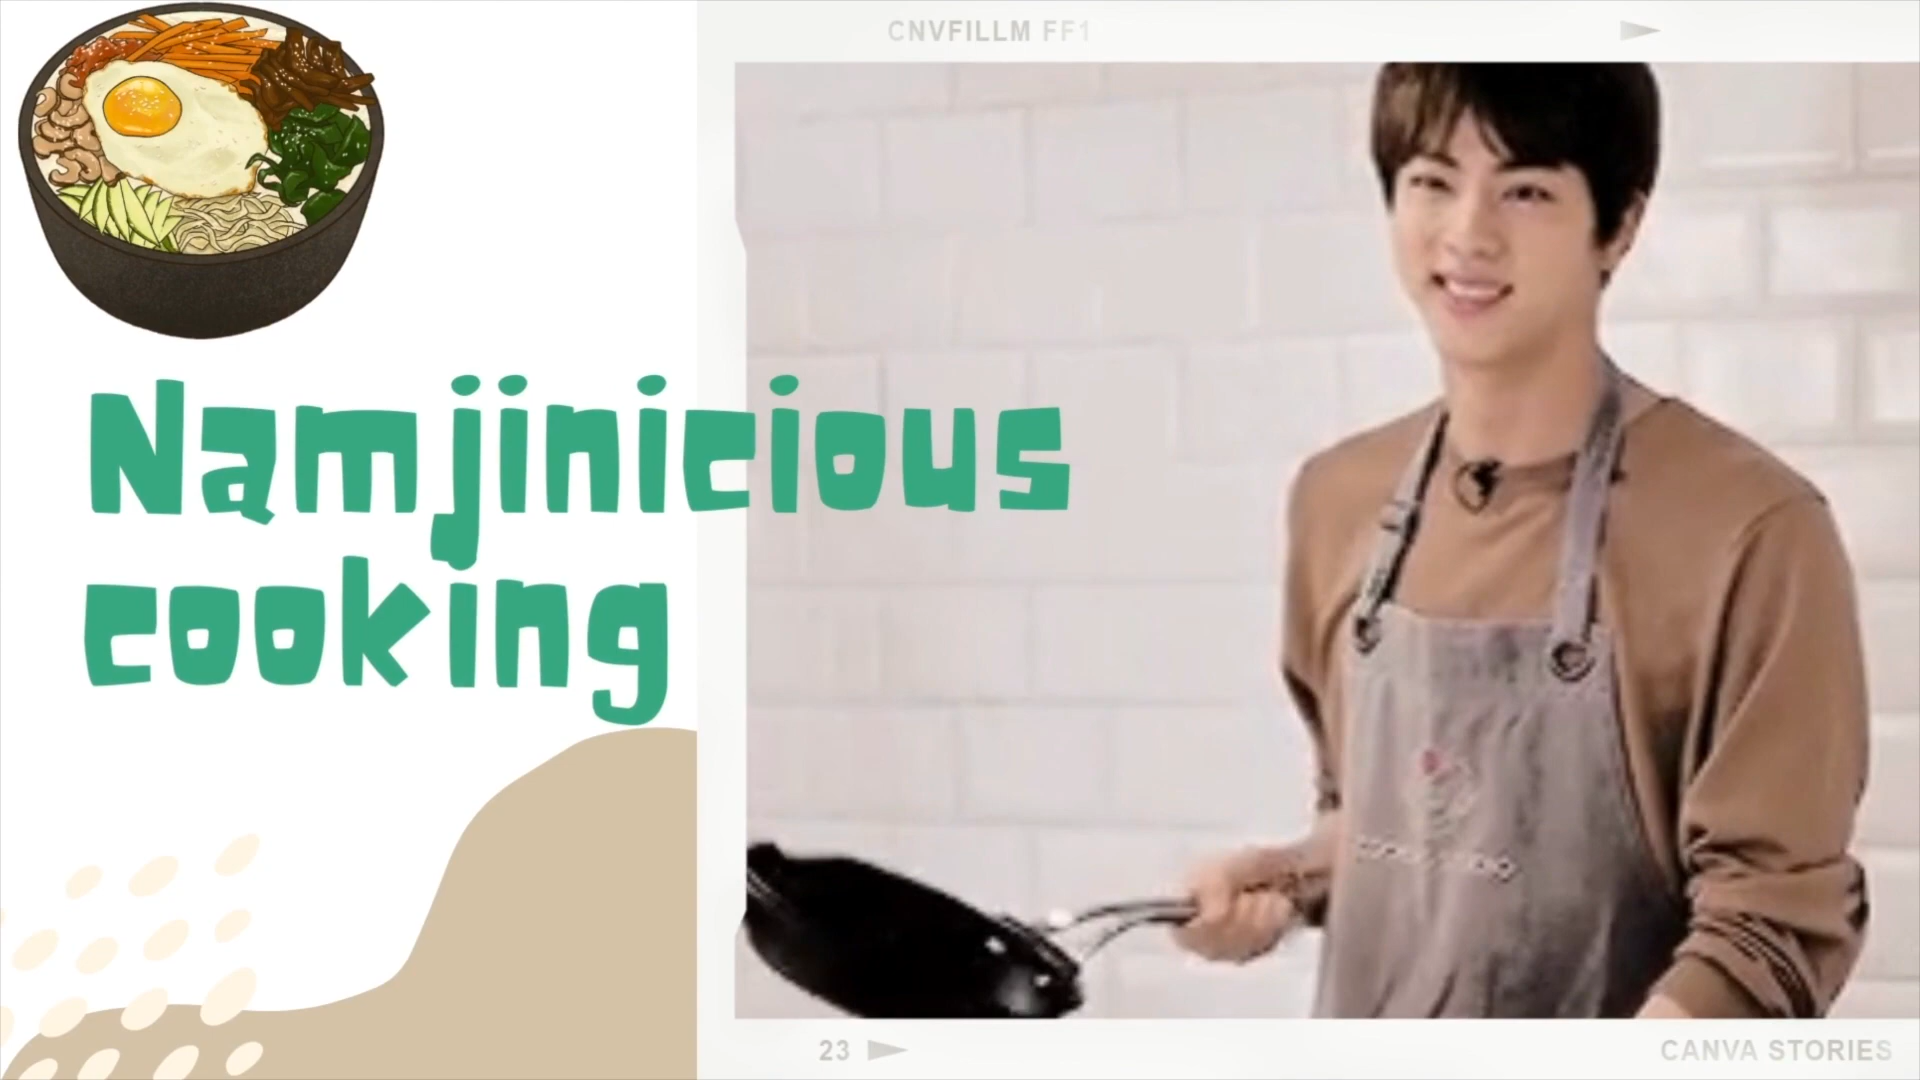 CNVFILLM FF1
Namjinicious
cooking
23
CANVA STORIES